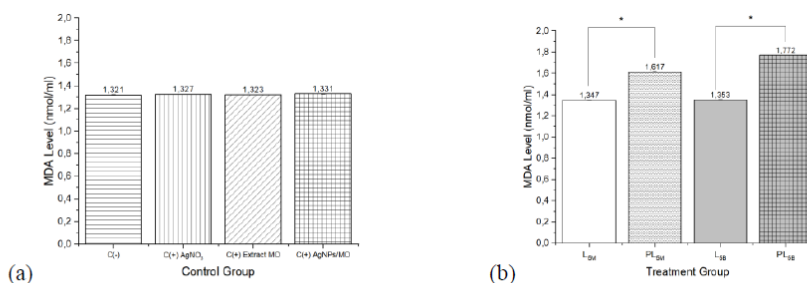 2,0
1,8
1,6
1,4
1,2
1,0
0,8
0,6
0,4
0,2
0,0
MDA Level (nmol/ml)
1,321
1,327
1,323
1,331
C(-)
C(+) AgNO3
C(+) Extract MO
C(+) AgNPs/MO
Control Group
(a)
2,0
1,8
1,6
1,4
1,2
1,0
0,8
0,6
0,4
0,2
0,0
MDA Level (nmol/ml)
*
*
1,347
1,617
1,353
1,772
L
PL
L
PL
Treatment Group
(b)